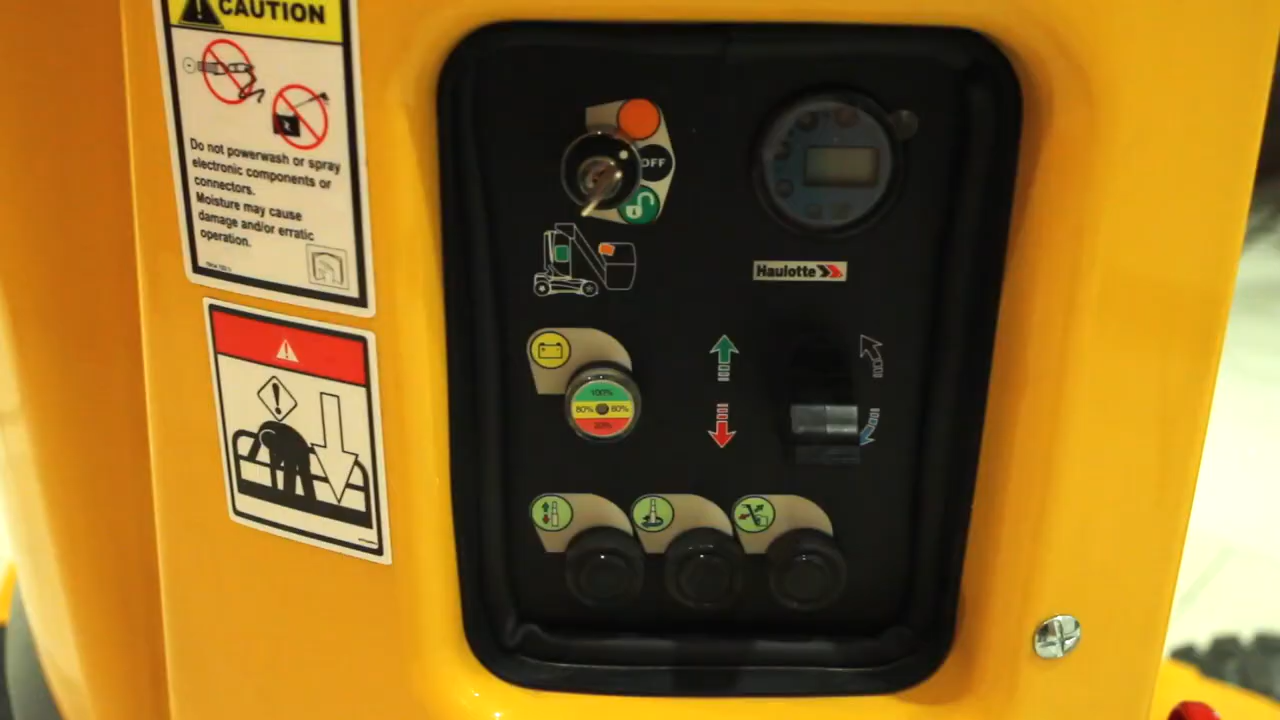 CAUTION
Do not powerwash or spray
electronic components or
connectors.
Moisture may cause
damage and/or erratic
operation.
OFF
Haulotte
100%
80% 60%
20%